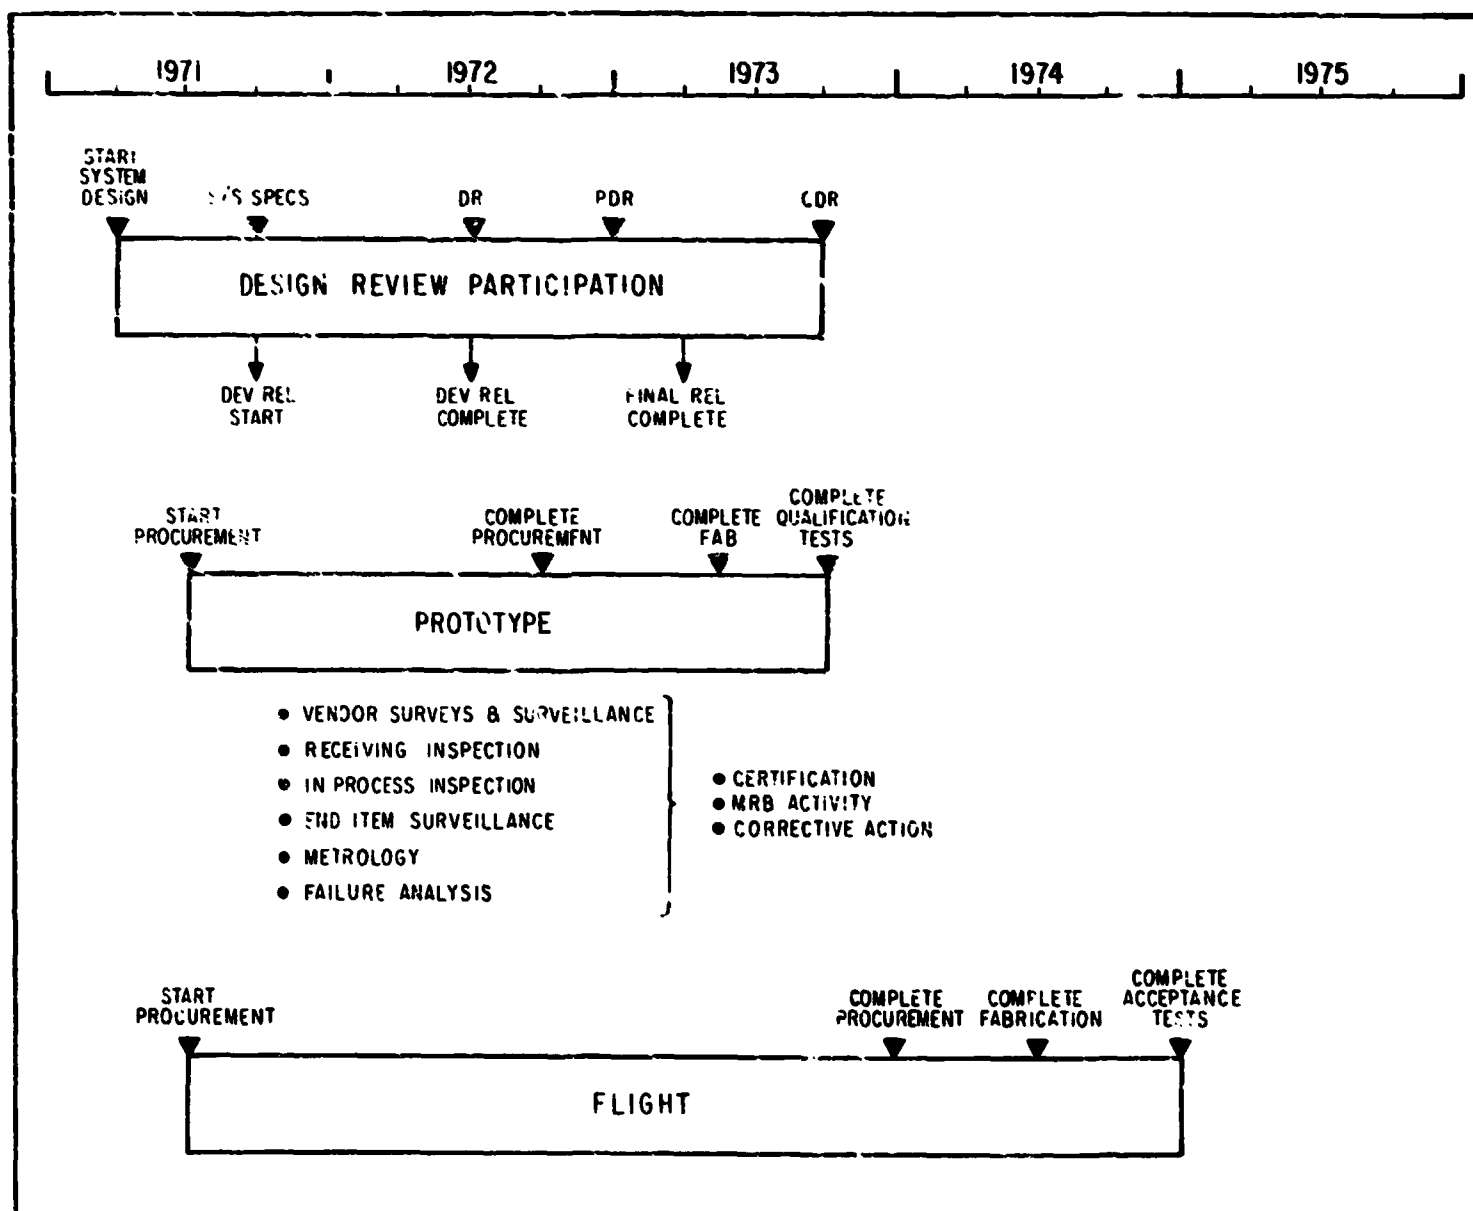 1971 1972 1973 1974 1975
START
SYSTEM
DESIGN
SPECS
DR
PDR
CDR
DESIGN REVIEW PARTICIPATION
DEV REL
START
DEV REL
COMPLETE
FINAL REL
COMPLETE
START
PROCUREMENT
COMPLETE
PROCUREMENT
COMPLETE
FAB
COMPLETE
QUALIFICATION
TESTS
PROTOTYPE
• VENDOR SURVEYS & SURVEILLANCE
• RECEIVING INSPECTION
• IN PROCESS INSPECTION
• END ITEM SURVEILLANCE
• METROLOGY
• FAILURE ANALYSIS
• CERTIFICATION
• MRB ACTIVITY
• CORRECTIVE ACTION
START
PROCUREMENT
COMPLETE
PROCUREMENT
COMPLETE
FABRICATION
COMPLETE
ACCEPTANCE
TESTS
FLIGHT